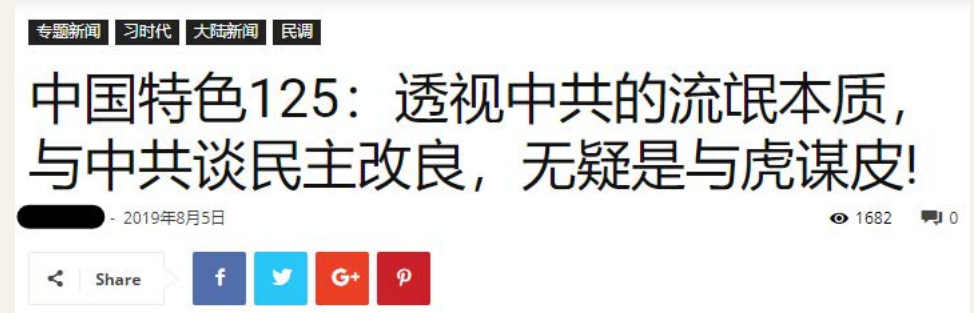 专题新闻 习时代 大陆新闻 民调
中国特色125：透视中共的流氓本质，
与中共谈民主改良，无疑是与虎谋皮!
- 2019年8月5日 1682 0
Share f G+